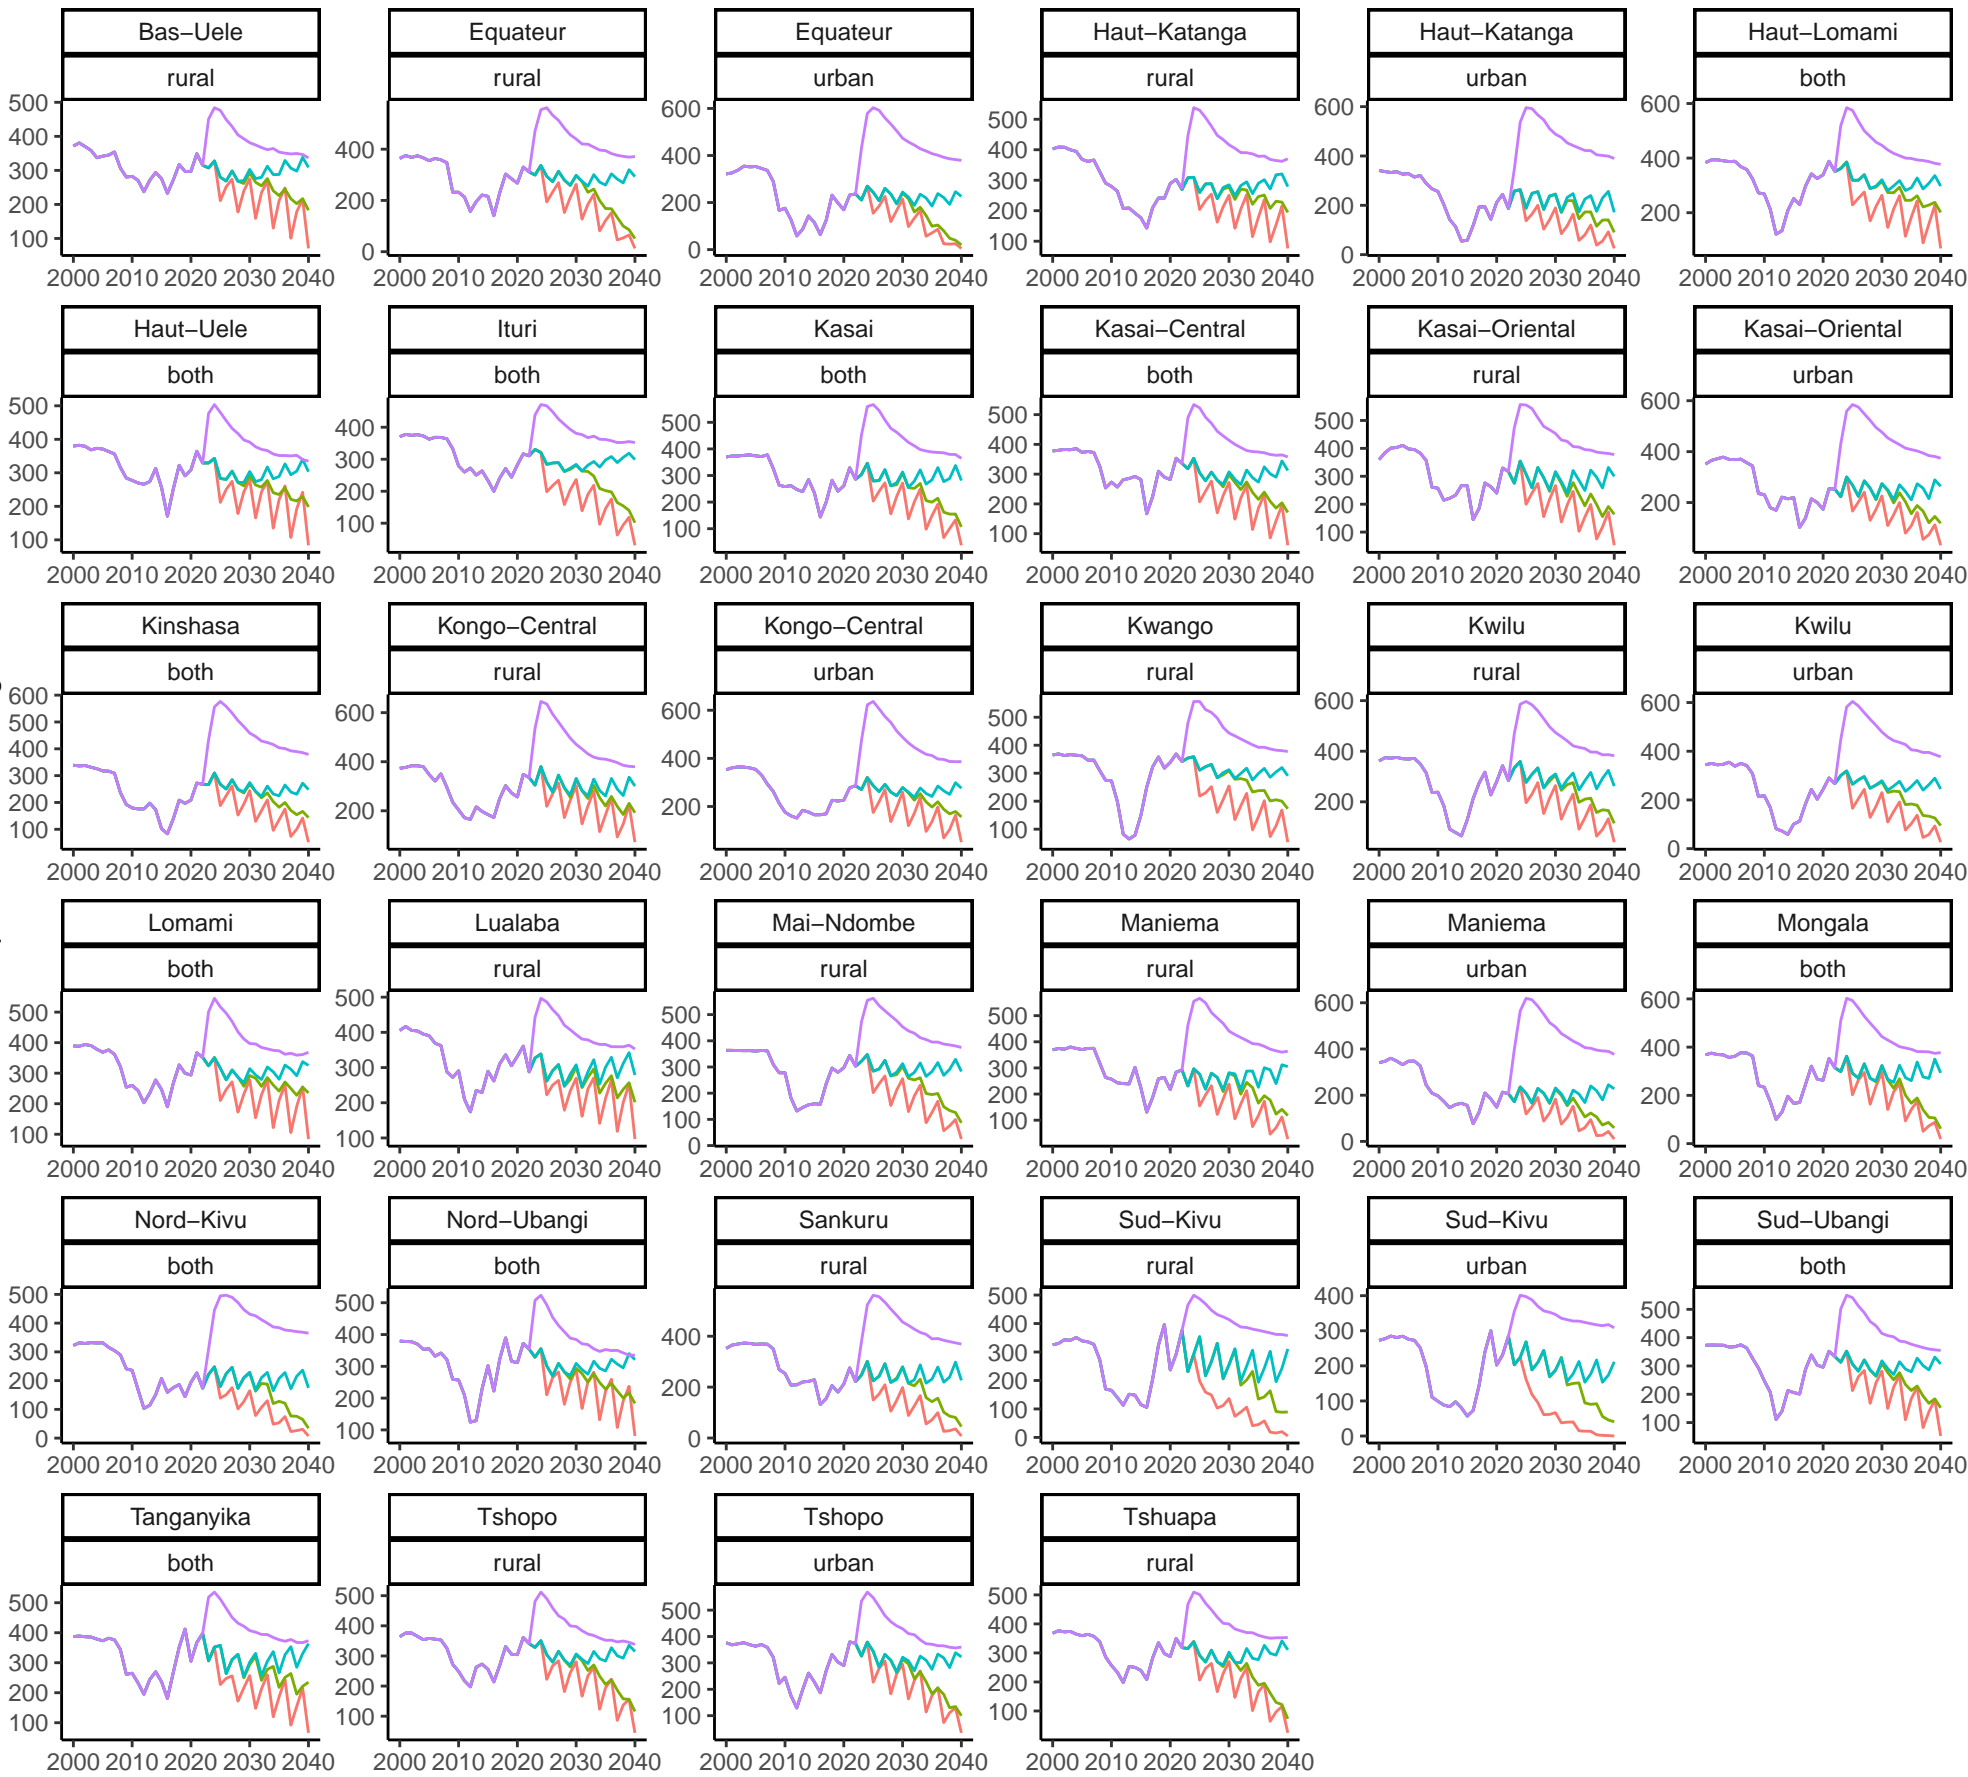 Bas−Uele Equateur Equateur Haut−Katanga Haut−Katanga Haut−Lomami
rural rural urban rural urban both
500 400 300 200 100
400 200 0
600 400 200 0
500 400 300 200 100
600 400 200 0
600 400 200
2000 2010 2020 2030 2040 2000 2010 2020 2030 2040 2000 2010 2020 2030 2040 2000 2010 2020 2030 2040 2000 2010 2020 2030 2040 2000 2010 2020 2030 2040
Haut−Uele Ituri Kasai Kasai−Central Kasai−Oriental Kasai−Oriental
both both both both rural urban
500 400 300 200 100
400 300 200 100
500 400 300 200 100
500 400 300 200 100
500 400 300 200 100
600 400 200
2000 2010 2020 2030 2040 2000 2010 2020 2030 2040 2000 2010 2020 2030 2040 2000 2010 2020 2030 2040 2000 2010 2020 2030 2040 2000 2010 2020 2030 2040
Kinshasa Kongo−Central Kongo−Central Kwango Kwilu Kwilu
both rural urban rural rural urban
600 500 400 300 200 100
600 400 200
600 400 200
500 400 300 200 100
600 400 200
600 400 200 0
2000 2010 2020 2030 2040 2000 2010 2020 2030 2040 2000 2010 2020 2030 2040 2000 2010 2020 2030 2040 2000 2010 2020 2030 2040 2000 2010 2020 2030 2040
Lomami Lualaba Mai−Ndombe Maniema Maniema Mongala
both rural rural rural urban both
500 400 300 200 100
500 400 300 200 100
500 400 300 200 100 0
500 400 300 200 100
600 400 200 0
600 400 200 0
2000 2010 2020 2030 2040 2000 2010 2020 2030 2040 2000 2010 2020 2030 2040 2000 2010 2020 2030 2040 2000 2010 2020 2030 2040 2000 2010 2020 2030 2040
Nord−Kivu Nord−Ubangi Sankuru Sud−Kivu Sud−Kivu Sud−Ubangi
both both rural rural urban both
500 400 300 200 100 0
500 400 300 200 100
400 200 0
500 400 300 200 100 0
400 300 200 100 0
500 400 300 200 100
2000 2010 2020 2030 2040 2000 2010 2020 2030 2040 2000 2010 2020 2030 2040 2000 2010 2020 2030 2040 2000 2010 2020 2030 2040 2000 2010 2020 2030 2040
Tanganyika Tshopo Tshopo Tshuapa
both rural urban rural
500 400 300 200 100
500 400 300 200 100
500 400 300 200 100
500 400 300 200 100
2000 2010 2020 2030 2040 2000 2010 2020 2030 2040 2000 2010 2020 2030 2040 2000 2010 2020 2030 2040